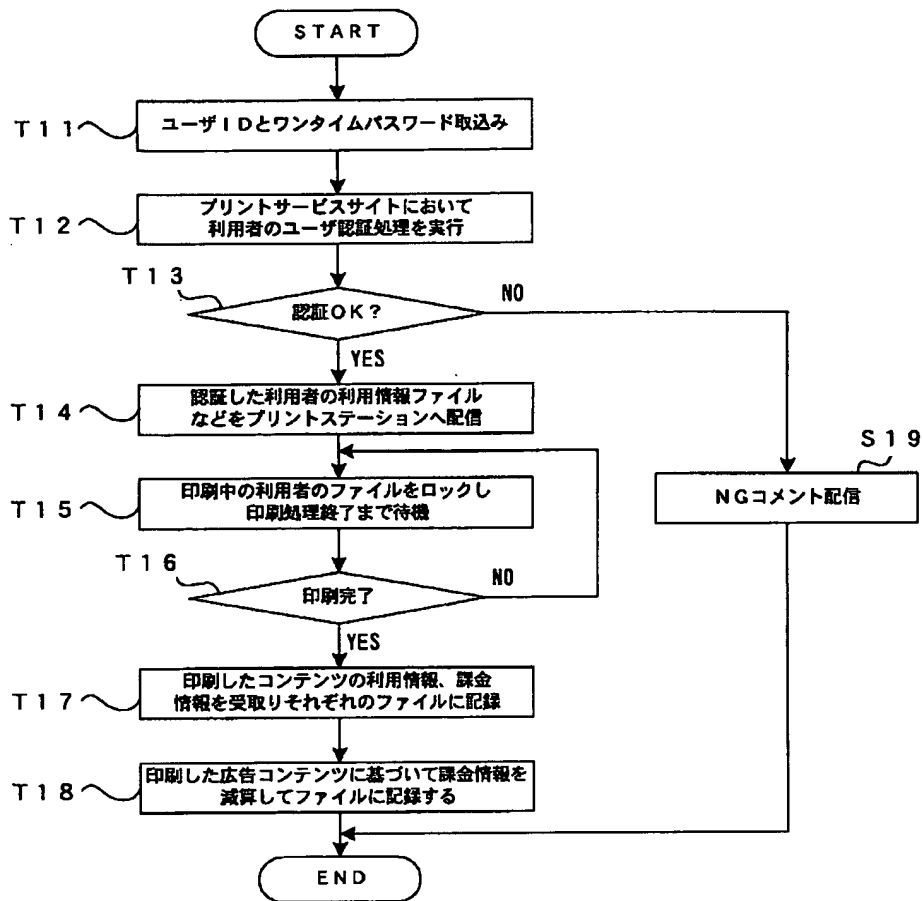 START
T11
ユーザIDとワンタイムパスワード取込み
T12
プリントサービスサイトにおいて
利用者のユーザ認証処理を実行
T13
認証OK?
NO
YES
T14
認証した利用者の利用情報ファイル
などをプリントステーションへ配信
S19
NGコメント配信
T15
印刷中の利用者のファイルをロックし
印刷処理終了まで待機
T16
印刷完了
NO
YES
T17
印刷したコンテンツの利用情報、課金
情報を受取りそれぞれのファイルに記録
T18
印刷した広告コンテンツに基づいて課金情報を
減算してファイルに記録する
END